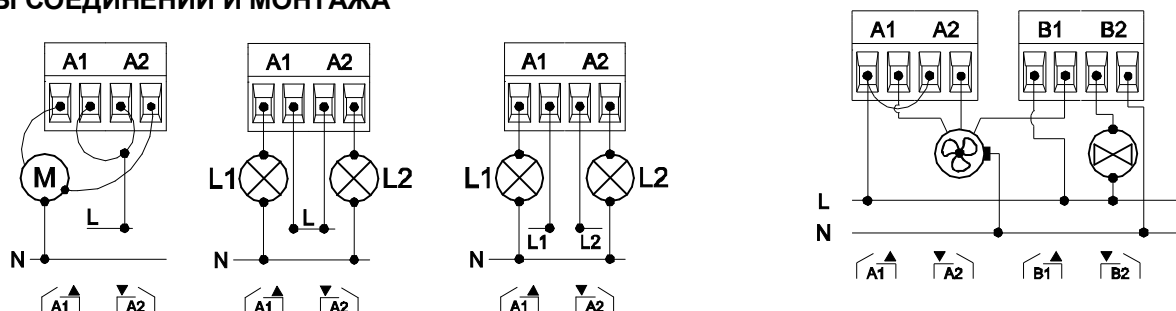 Ы СОЕДИНЕНИЙ И МОНТАЖА
A1 A2
M
L
N
A1 A2
A1 A2
L1 L2
L
N
A1 A2
A1 A2
L1 L2
L1 L2
N
A1 A2
A1 A2 B1 B2
L
N
A1 A2 B1 B2